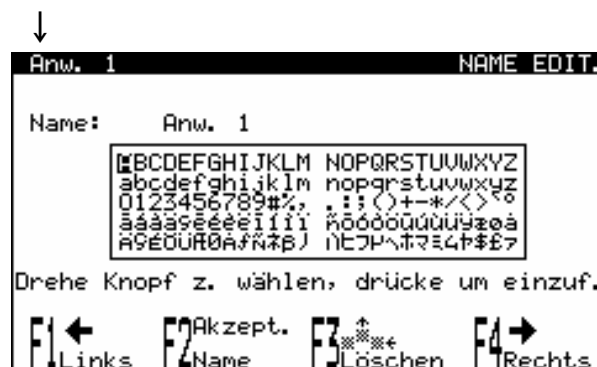 Anw. 1 NAME EDIT.
Name: Anw. 1
ABCDEFGHIJKLM NOPQRSTUVWXYZ
abcdefghijklm nopqrstuvwxyz
0123456789#%, .:;()+-*/<>
Drehe Knopf z. wählen, drücke um einzuf.
F1 ← F2 Akzept. F3 F4 →
Links Name Löschen Rechts